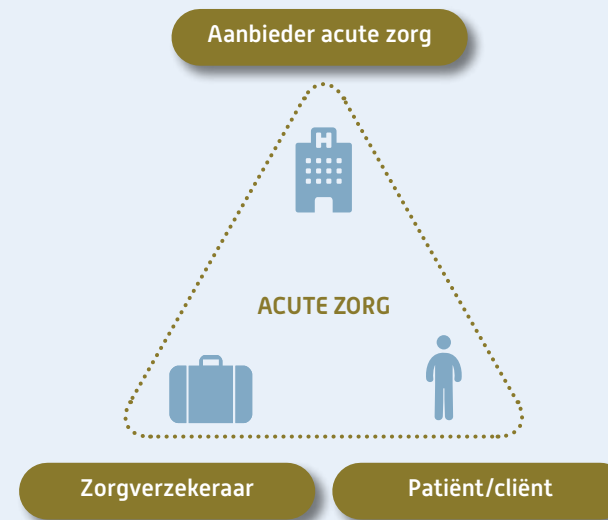 Aanbieder acute zorg
H
ACUTE ZORG
Zorgverzekeraar
Patiënt/cliënt